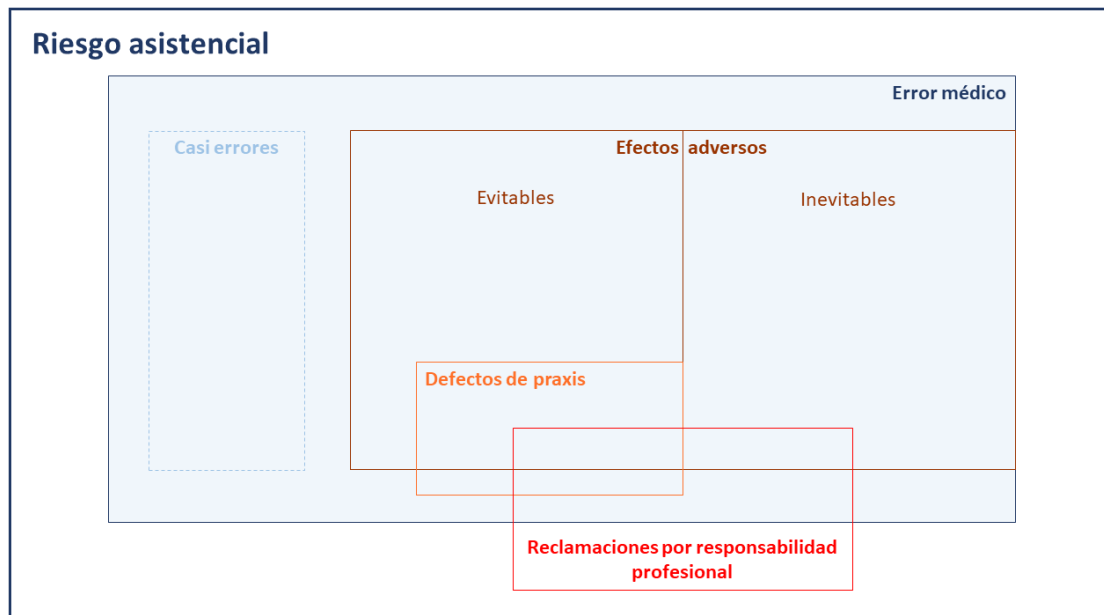 Riesgo asistencial
Error médico
Casi errores
Efectos adversos
Evitables
Inevitables
Defectos de praxis
Reclamaciones por responsabilidad
profesional